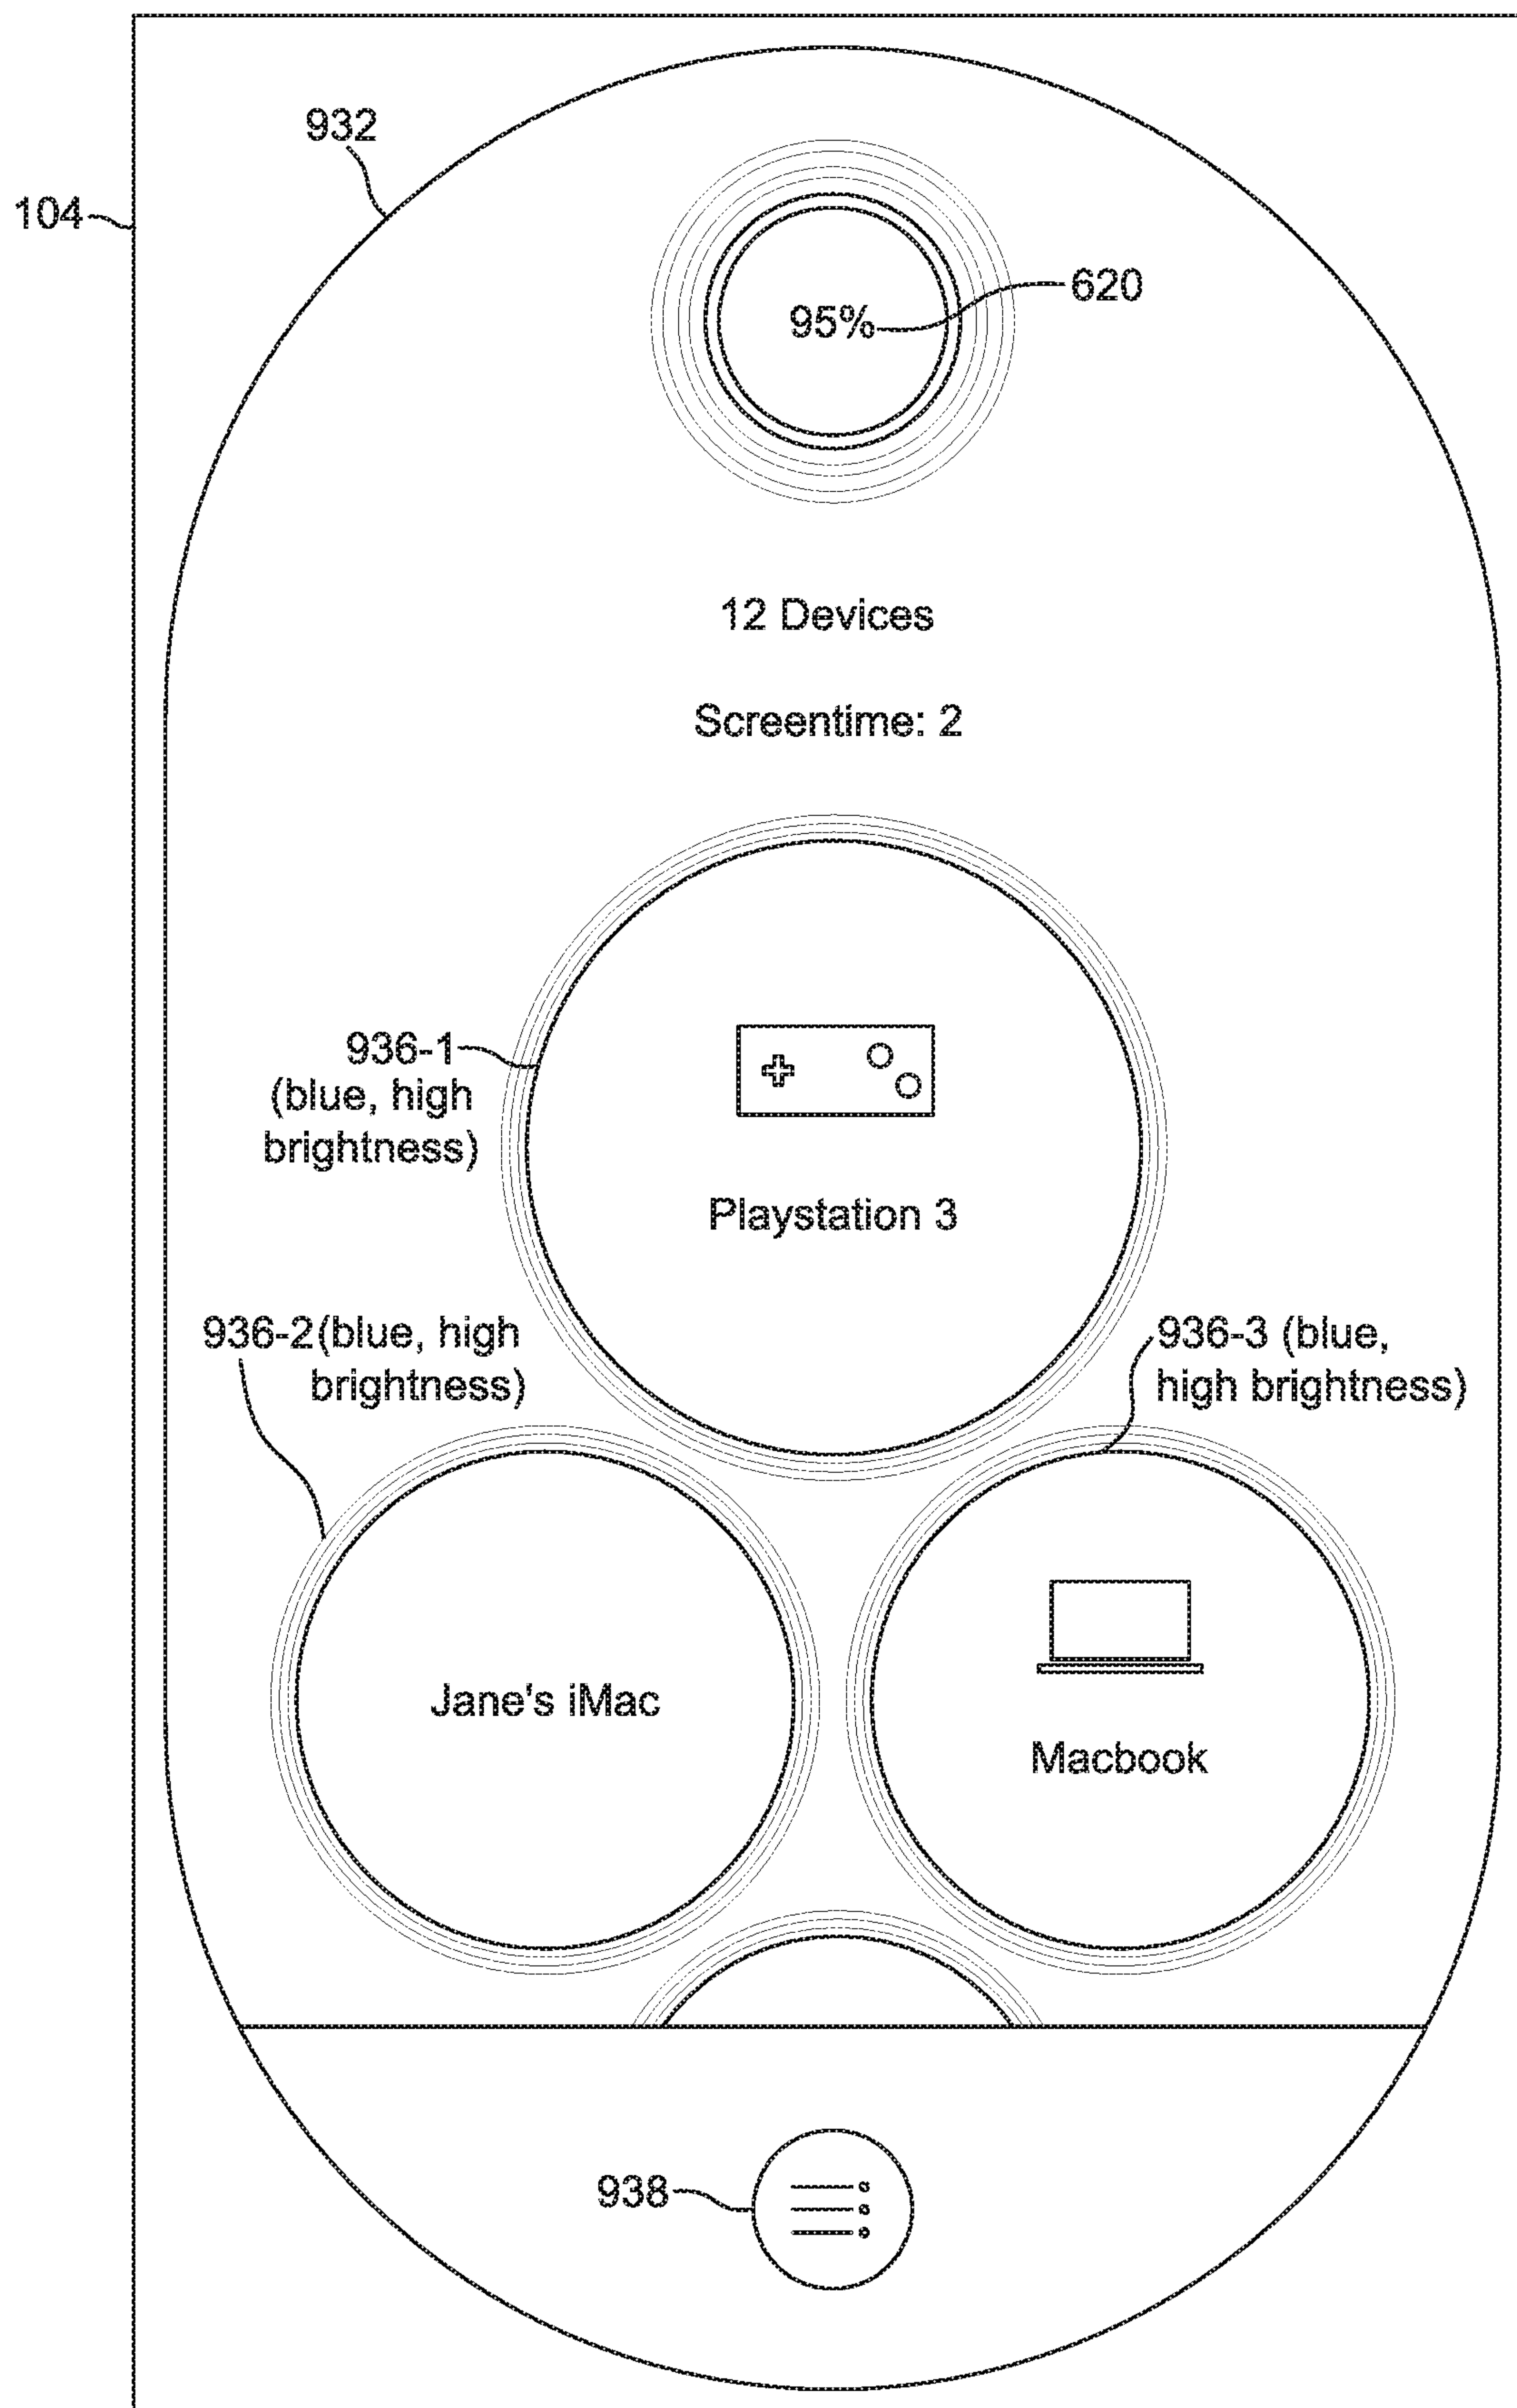 932
104
620
95%
12 Devices
Screentime: 2
936-1
(blue, high
brightness)
Playstation 3
936-2(blue, high
brightness)
936-3 (blue,
high brightness)
Jane's iMac
Macbook
938